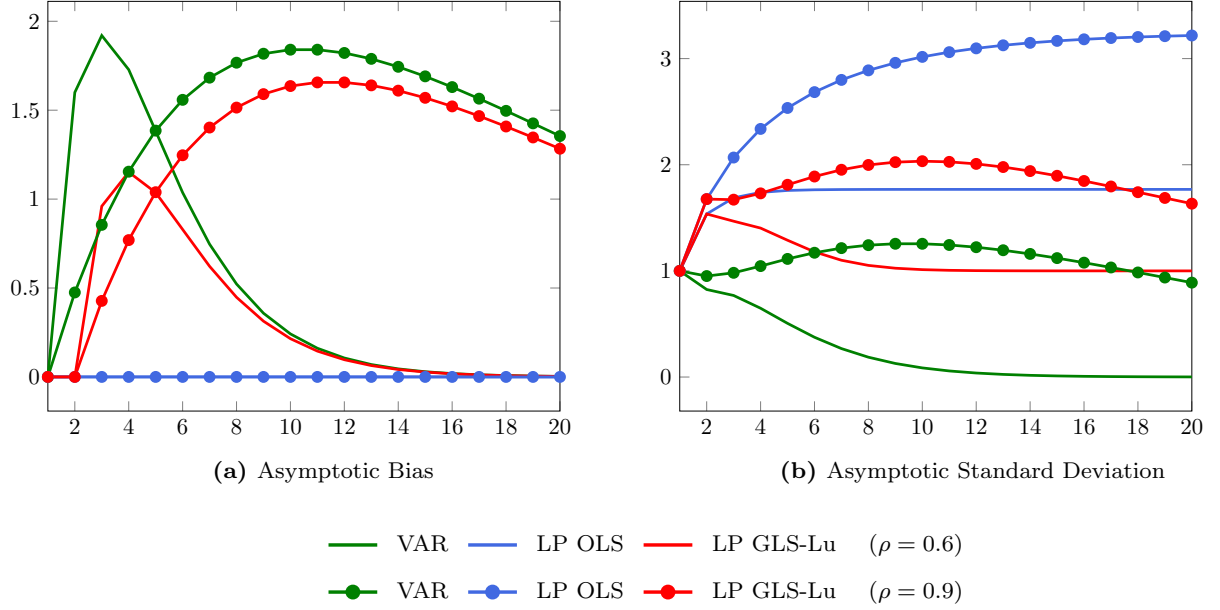 2
1.5
1
0.5
0
2 4 6 8 10 12 14 16 18 20
(a) Asymptotic Bias
3
2
1
0
2 4 6 8 10 12 14 16 18 20
(b) Asymptotic Standard Deviation
VAR LP OLS LP GLS-Lu (ρ = 0.6)
VAR LP OLS LP GLS-Lu (ρ = 0.9)